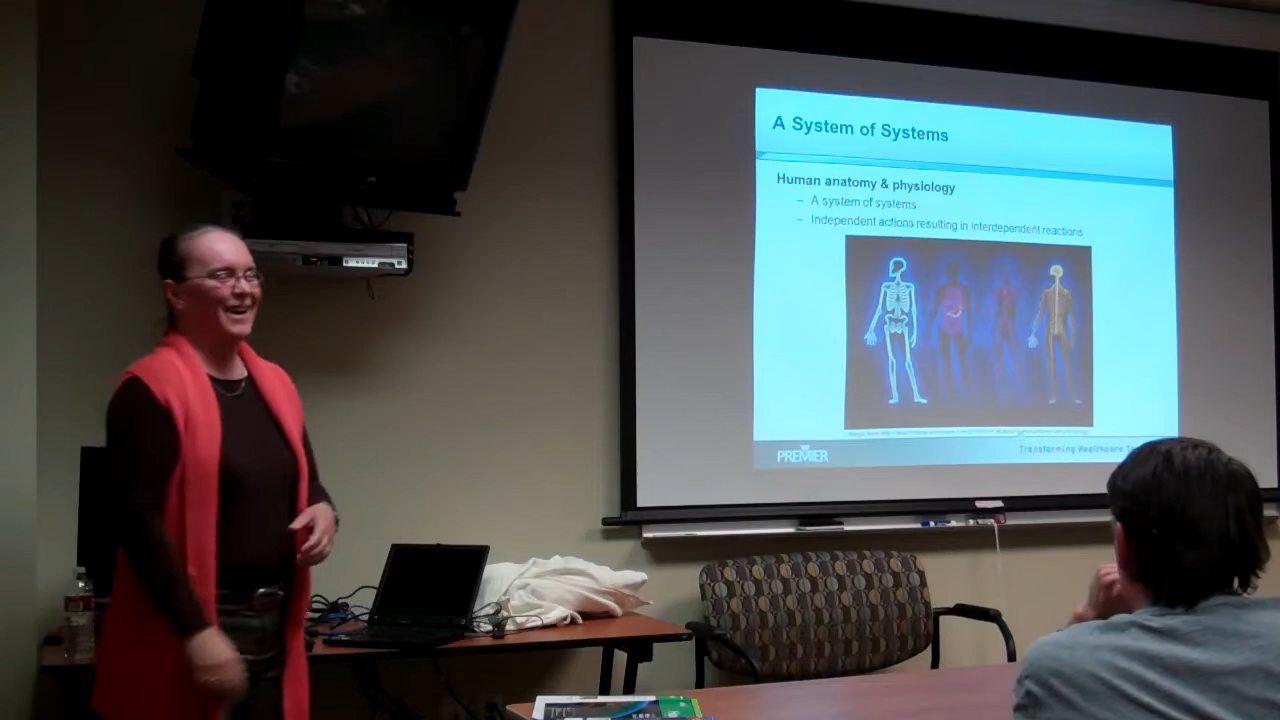 A System of Systems
Human anatomy & physiology
– A system of systems
– Independent actions resulting in interdependent reactions
PREMIER
Transforming Healthcare